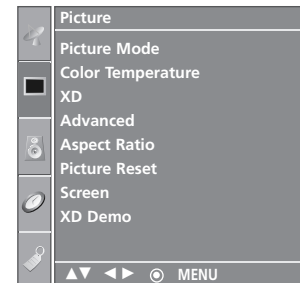 Picture
Picture Mode
Color Temperature
XD
Advanced
Aspect Ratio
Picture Reset
Screen
XD Demo
▲▼ ◄► ◉ MENU